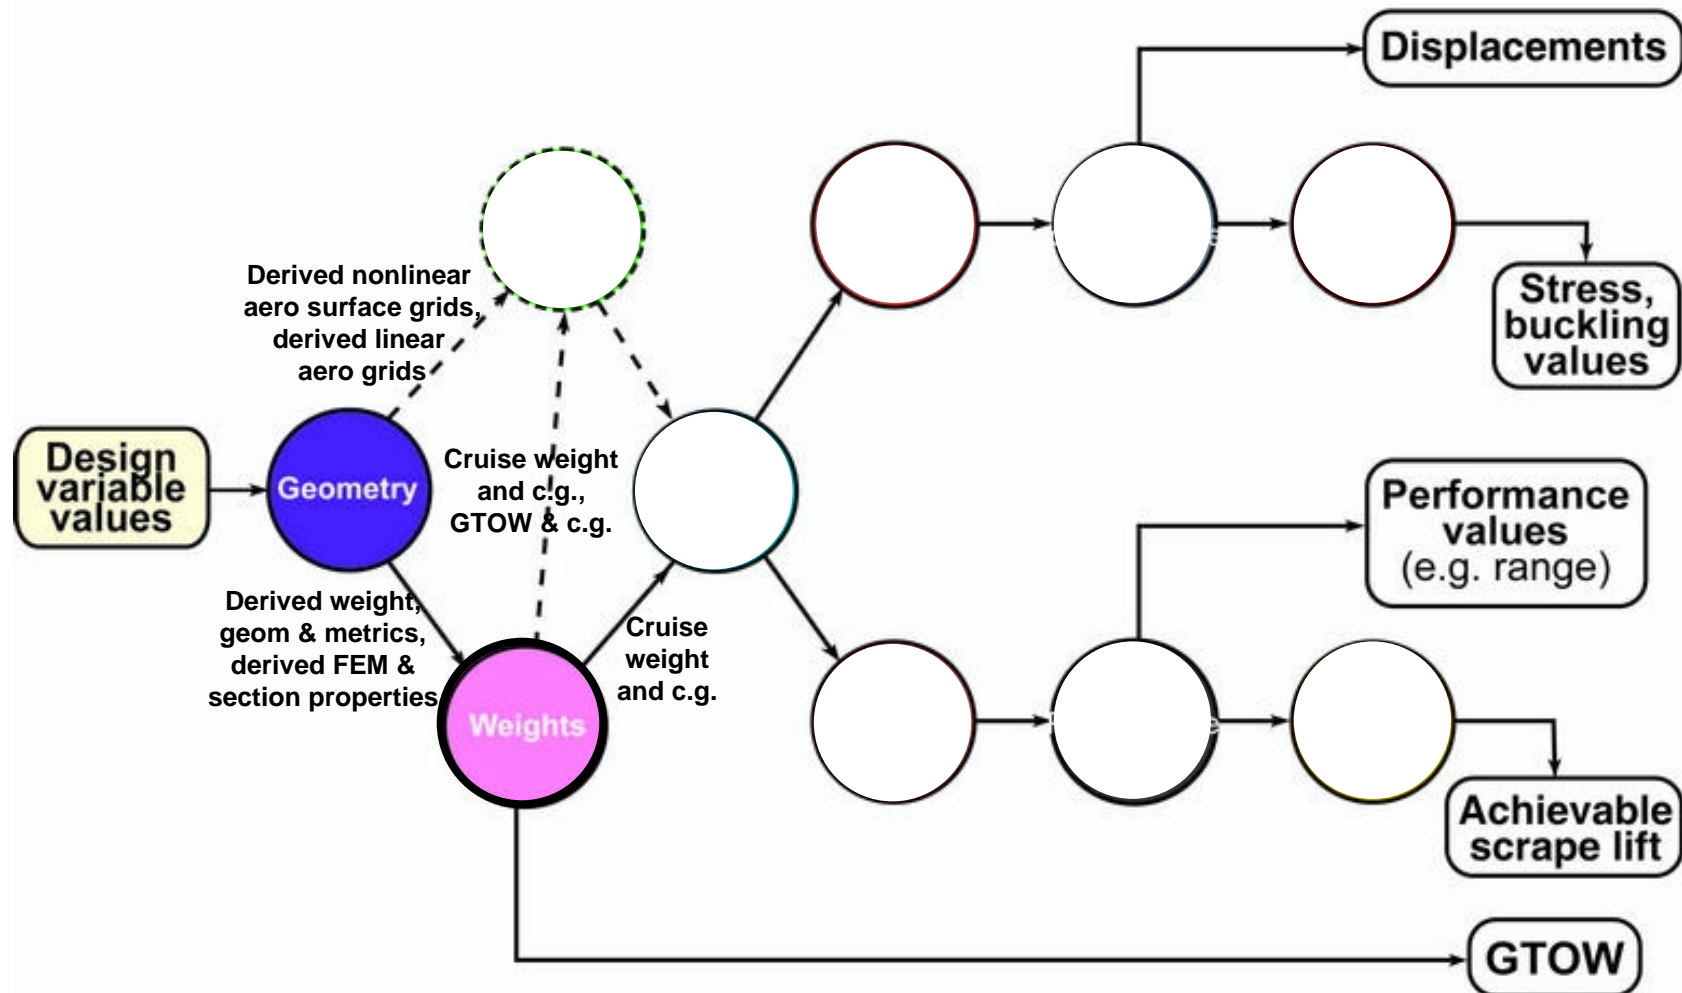 Displacements
Stress,
buckling
values
Derived nonlinear
aero surface grids,
derived linear
aero grids
Design
variable
values
Geometry
Cruise weight
and c.g.,
GTOW & c.g.
Performance
values
(e.g. range)
Derived weight,
geom & metrics,
derived FEM &
section properties
Cruise
weight
and c.g.
Weights
Achievable
scrape lift
GTOW